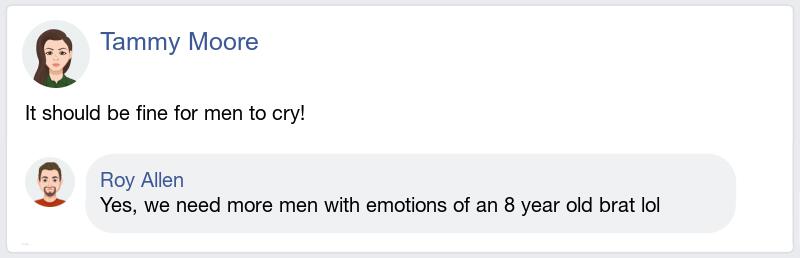 Tammy Moore
It should be fine for men to cry!
Roy Allen
Yes, we need more men with emotions of an 8 year old brat lol